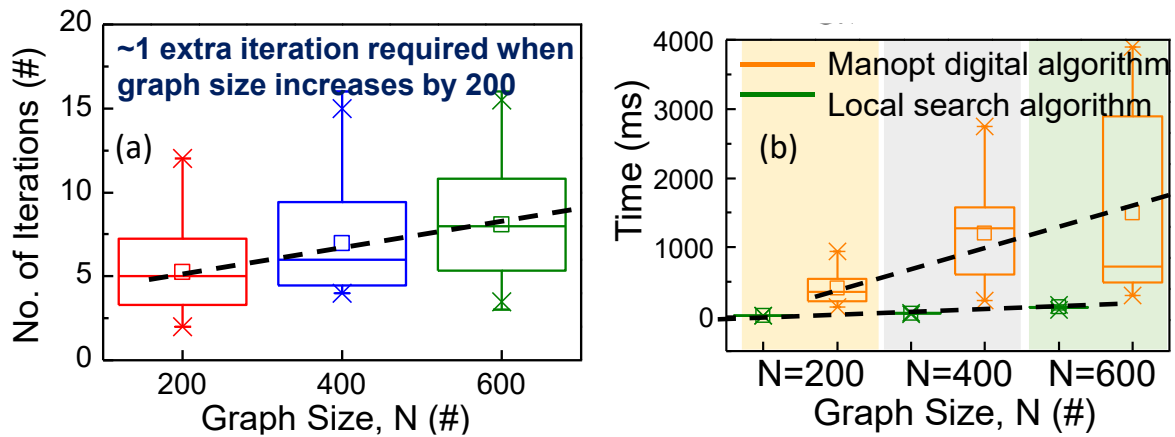 ~1 extra iteration required when
graph size increases by 200
(a)
No. of Iterations (#)
20
15
10
5
0
200 400 600
Graph Size, N (#)
Manopt digital algorithm
Local search algorithm
(b)
Time (ms)
4000
3000
2000
1000
0
N=200 N=400 N=600
Graph Size, N (#)